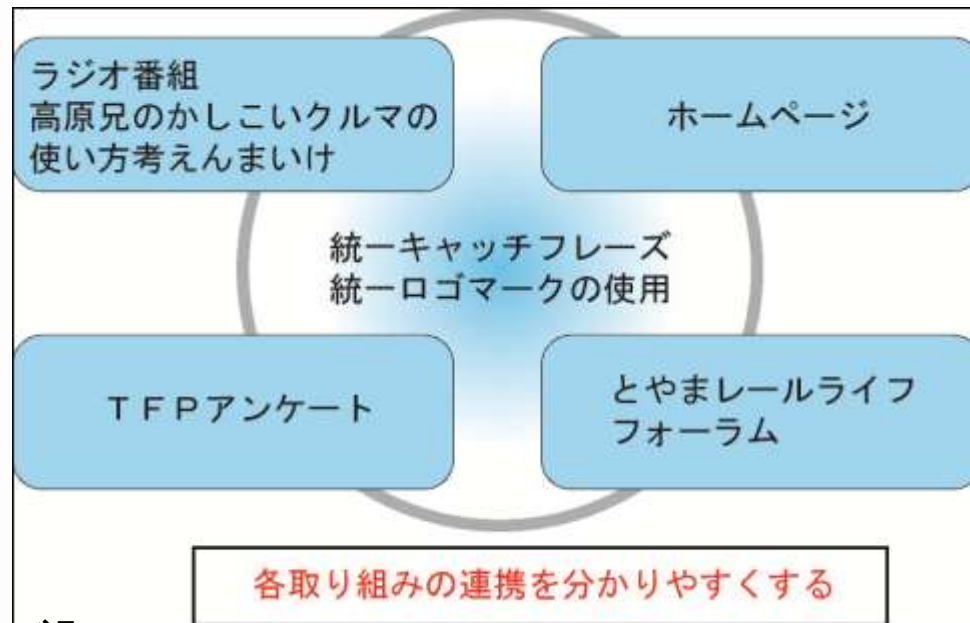 ラジオ番組
高原兄のかしこいクルマの
使い方考えんまいけ
ホームページ
統一キャッチフレーズ
統一ロゴマークの使用
ＴＦＰアンケート
とやまレールライフ
フォーラム
各取り組みの連携を分かりやすくする